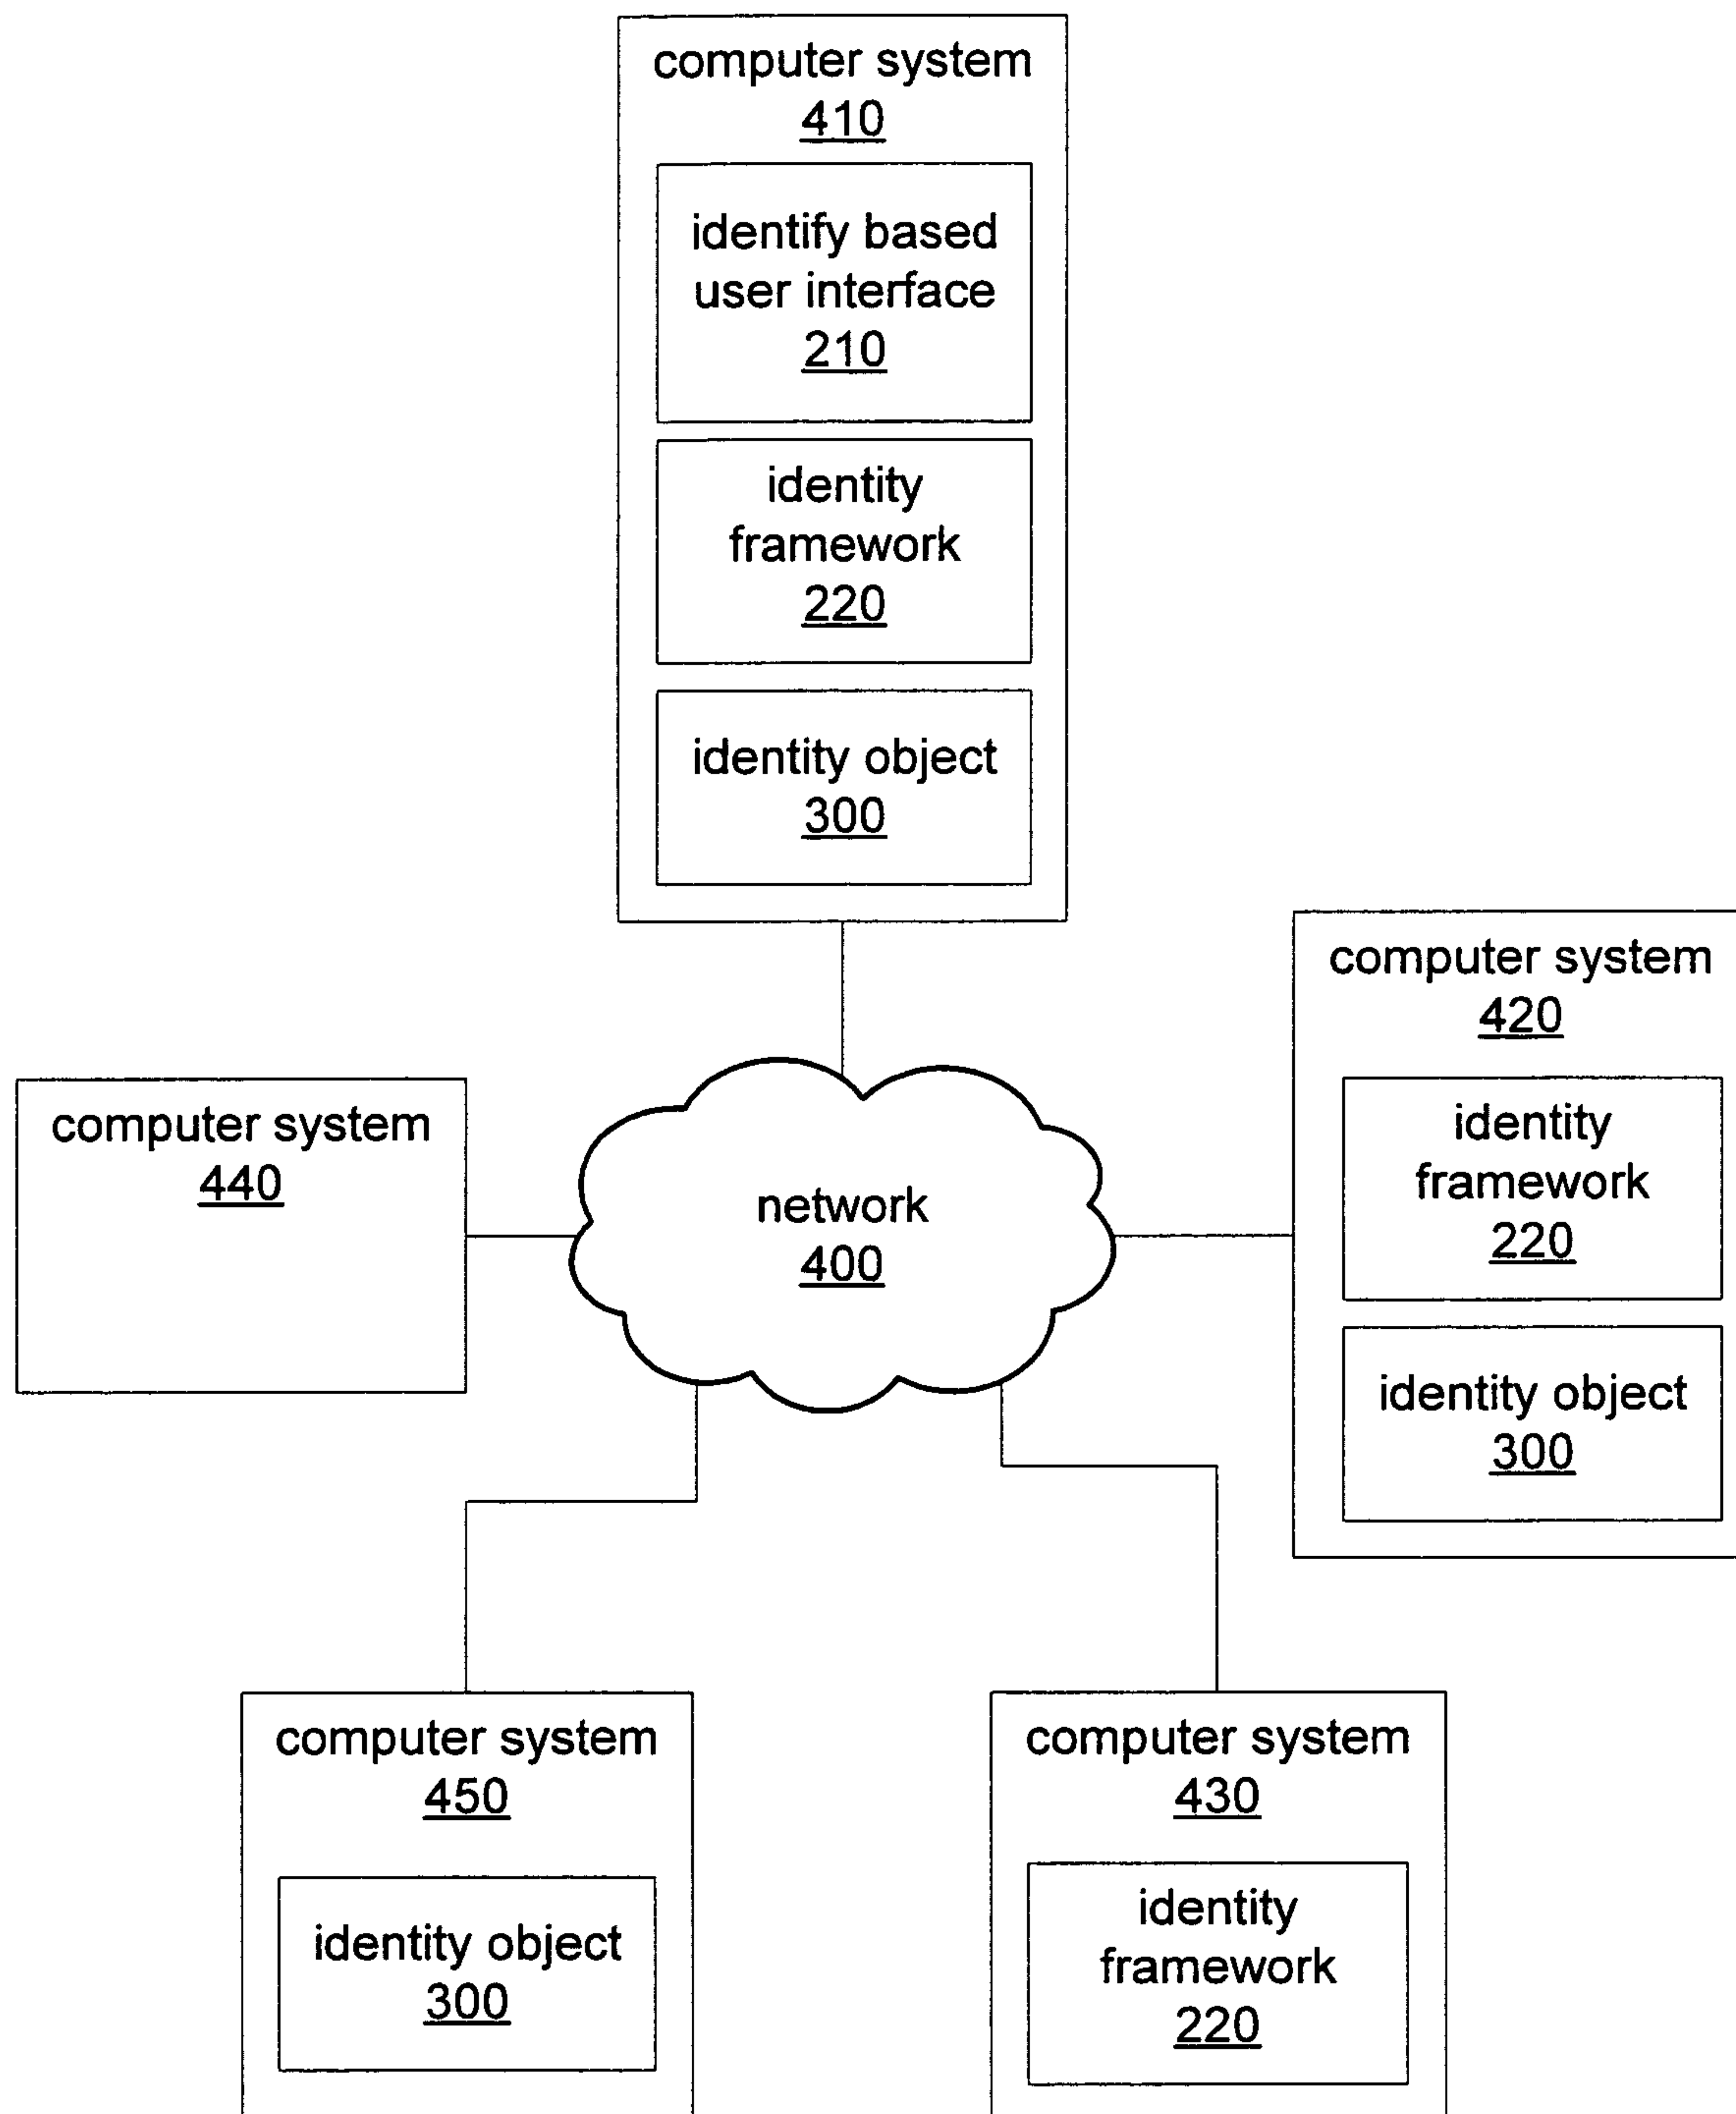 computer system
410
identify based
user interface
210
identity
framework
220
identity object
300
computer system
420
identity
framework
220
identity object
300
computer system
440
network
400
computer system
450
identity object
300
computer system
430
identity
framework
220